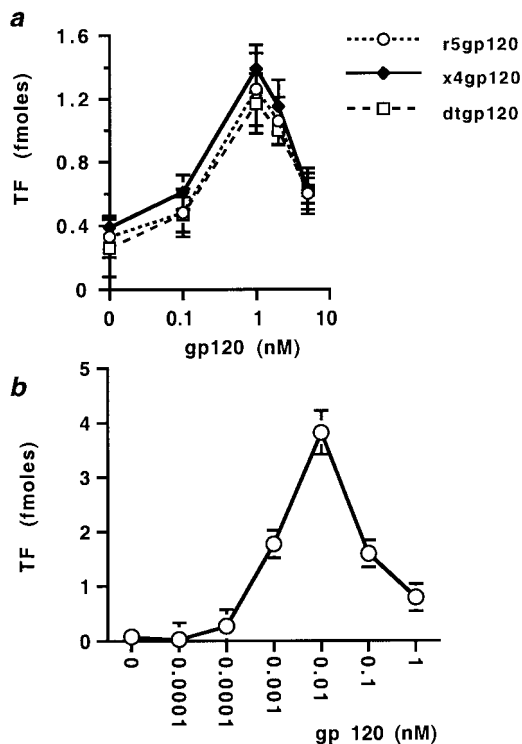 a
1.6
1.2
0.8
0.4
0
TF (fmoles)
0 0.1 1 10
gp120 (nM)
r5gp120
x4gp120
dtgp120
b
5
4
3
2
1
0
TF (fmoles)
0
0.00001
0.0001
0.001
0.01
0.1
1
gp 120 (nM)